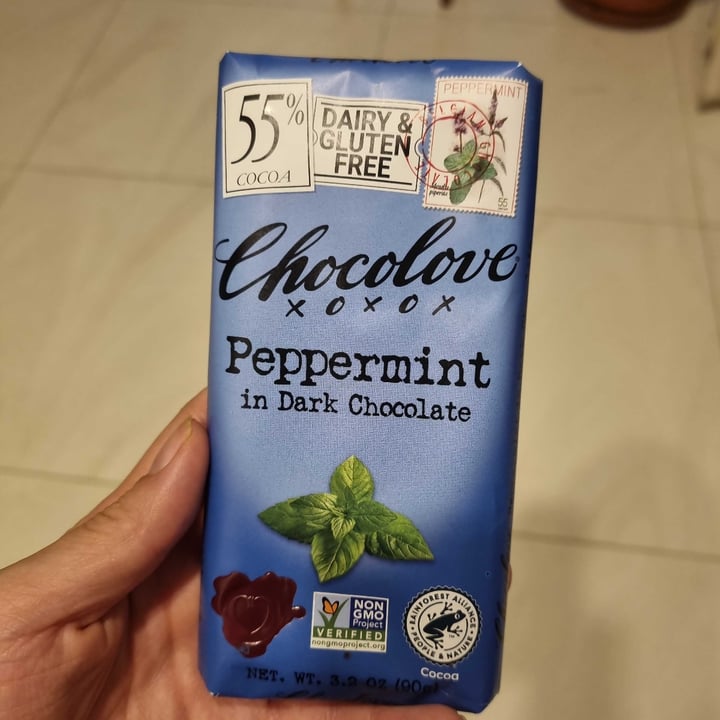 55%
COCOA
DAIRY &
GLUTEN
FREE
PEPPERMINT
55
Chocolove
xoxox
Peppermint
in Dark Chocolate
NON
GMO
Project
VERIFIED
nongmoproject.org
RAINFOREST ALLIANCE
PEOPLE & NATURE
Cocoa
NET. WT. 3.2 OZ (90g)